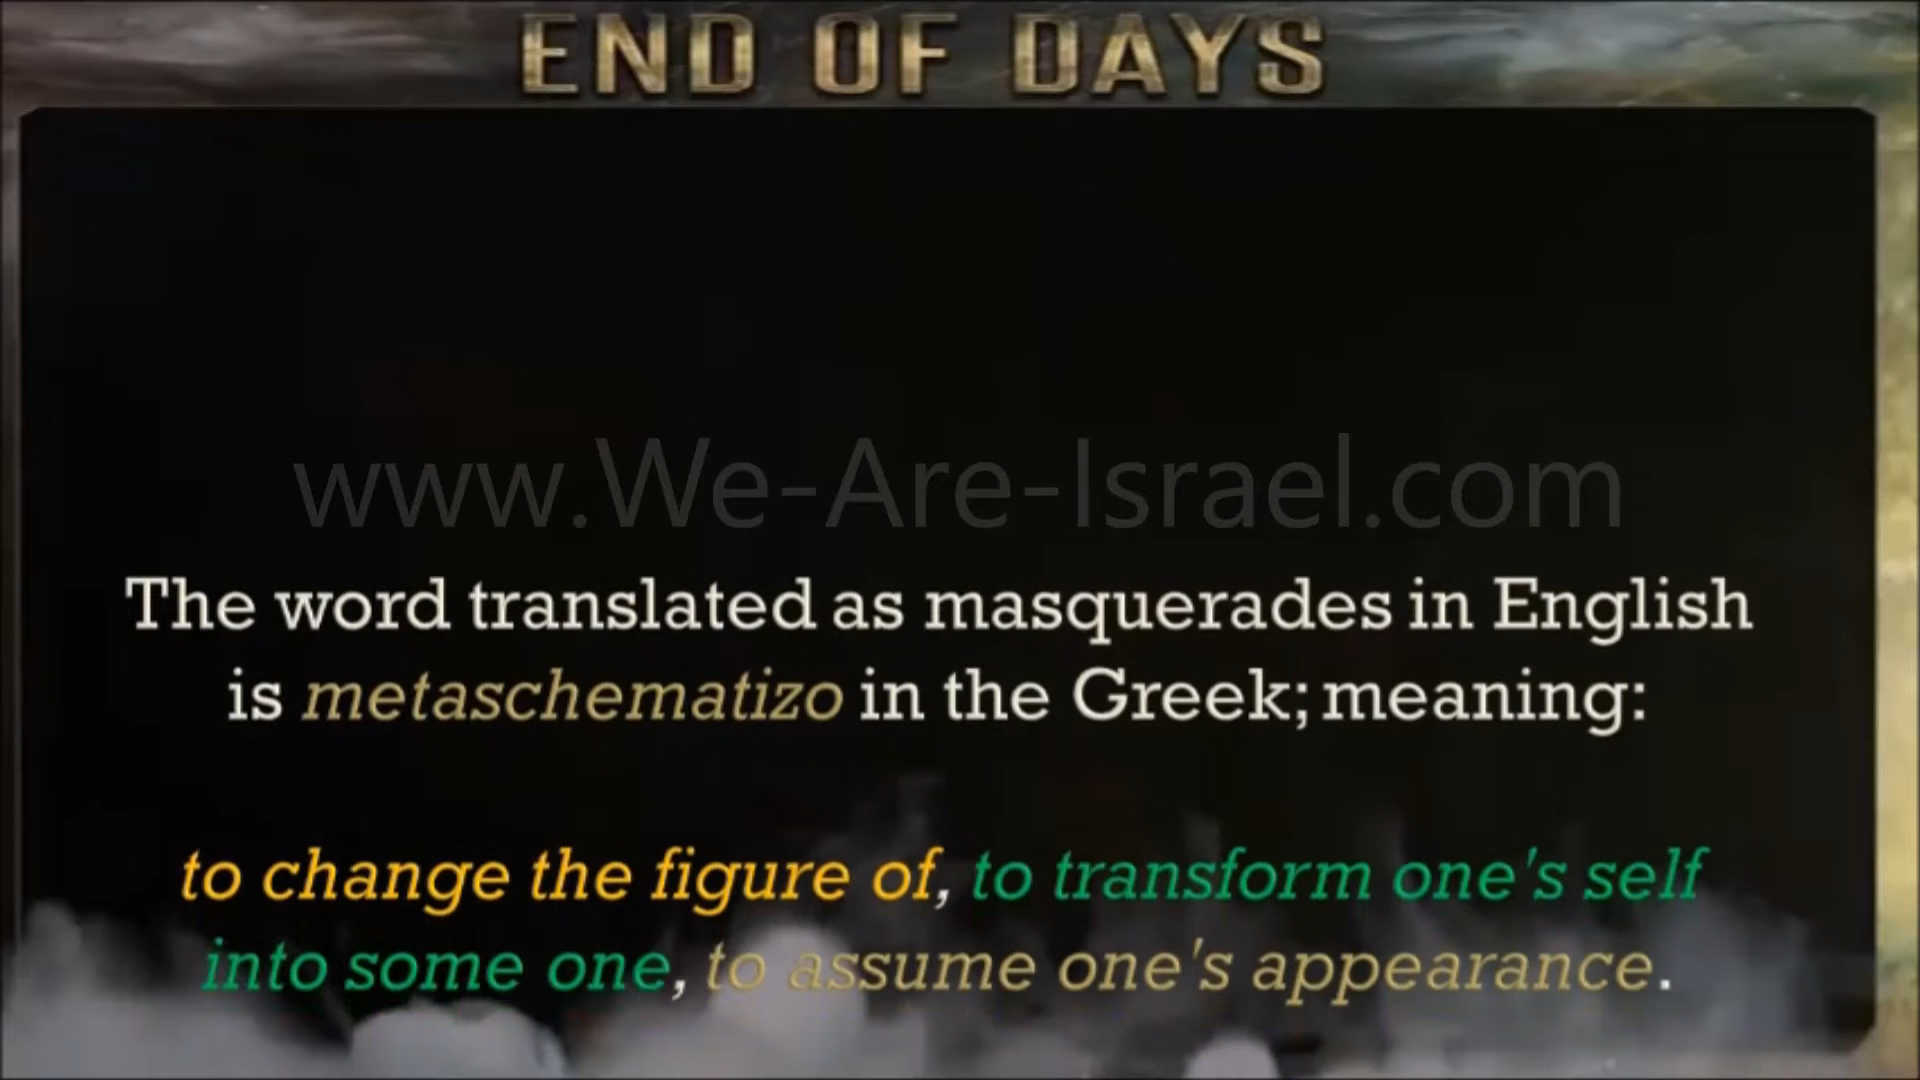 END OF DAYS
www.We-Are-Israel.com
The word translated as masquerades in English
is metaschematizo in the Greek; meaning:
to change the figure of, to transform one's self
into some one, to assume one's appearance.